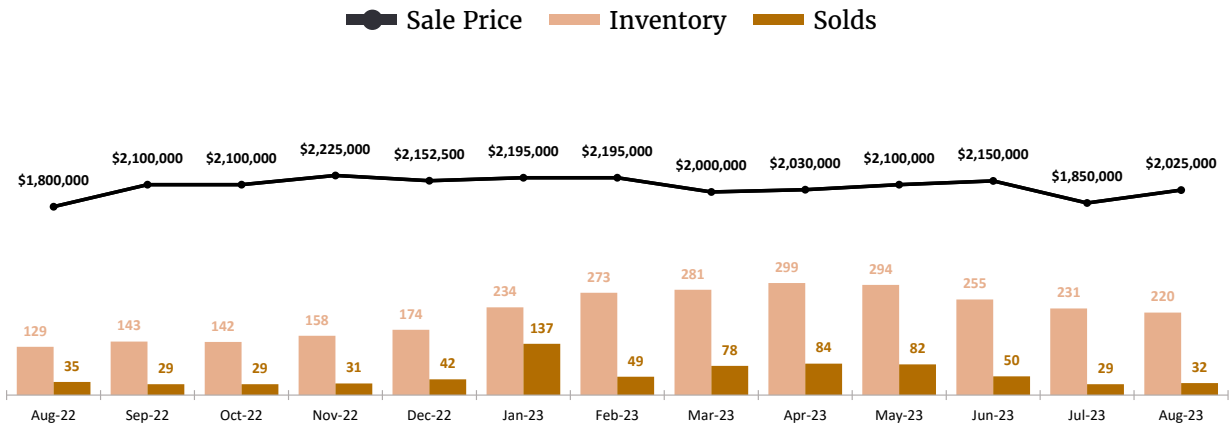 Sale Price Inventory Solds
$1,800,000 $2,100,000 $2,100,000 $2,225,000 $2,152,500 $2,195,000 $2,195,000 $2,000,000 $2,030,000 $2,100,000 $2,150,000 $1,850,000 $2,025,000
129 143 142 158 174 234 273 281 299 294 255 231 220
35 29 29 31 42 137 49 78 84 82 50 29 32
Aug-22 Sep-22 Oct-22 Nov-22 Dec-22 Jan-23 Feb-23 Mar-23 Apr-23 May-23 Jun-23 Jul-23 Aug-23